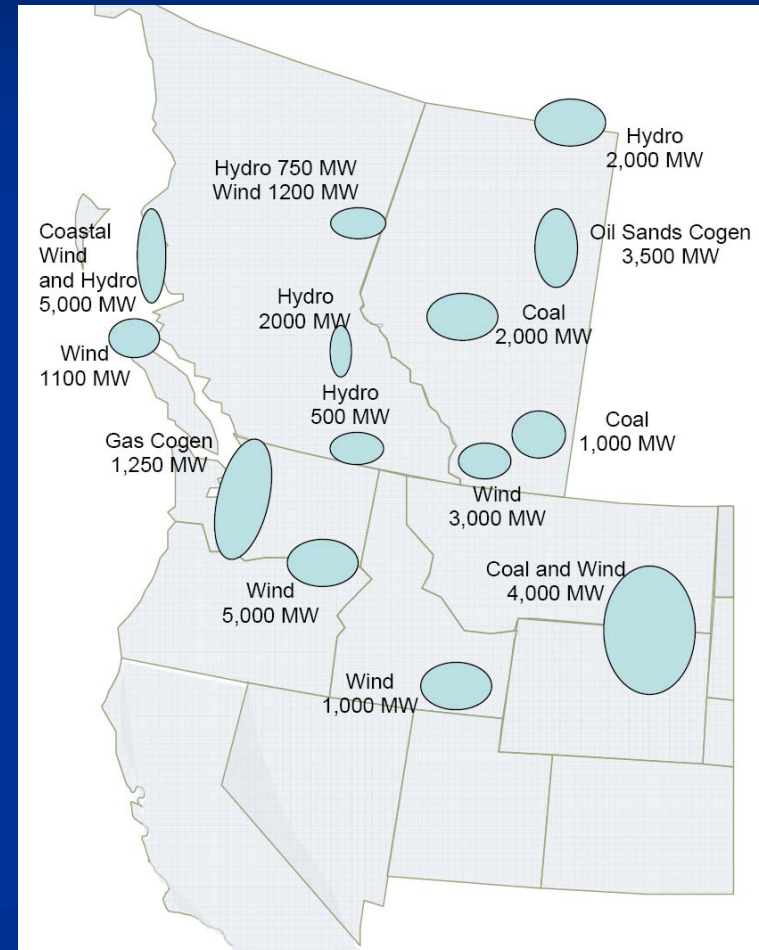 Hydro
2,000 MW
Hydro 750 MW
Wind 1200 MW
Coastal
Wind
and Hydro
5,000 MW
Oil Sands Cogen
3,500 MW
Hydro
2000 MW
Coal
2,000 MW
Wind
1100 MW
Hydro
500 MW
Coal
1,000 MW
Gas Cogen
1,250 MW
Wind
3,000 MW
Coal and Wind
4,000 MW
Wind
5,000 MW
Wind
1,000 MW